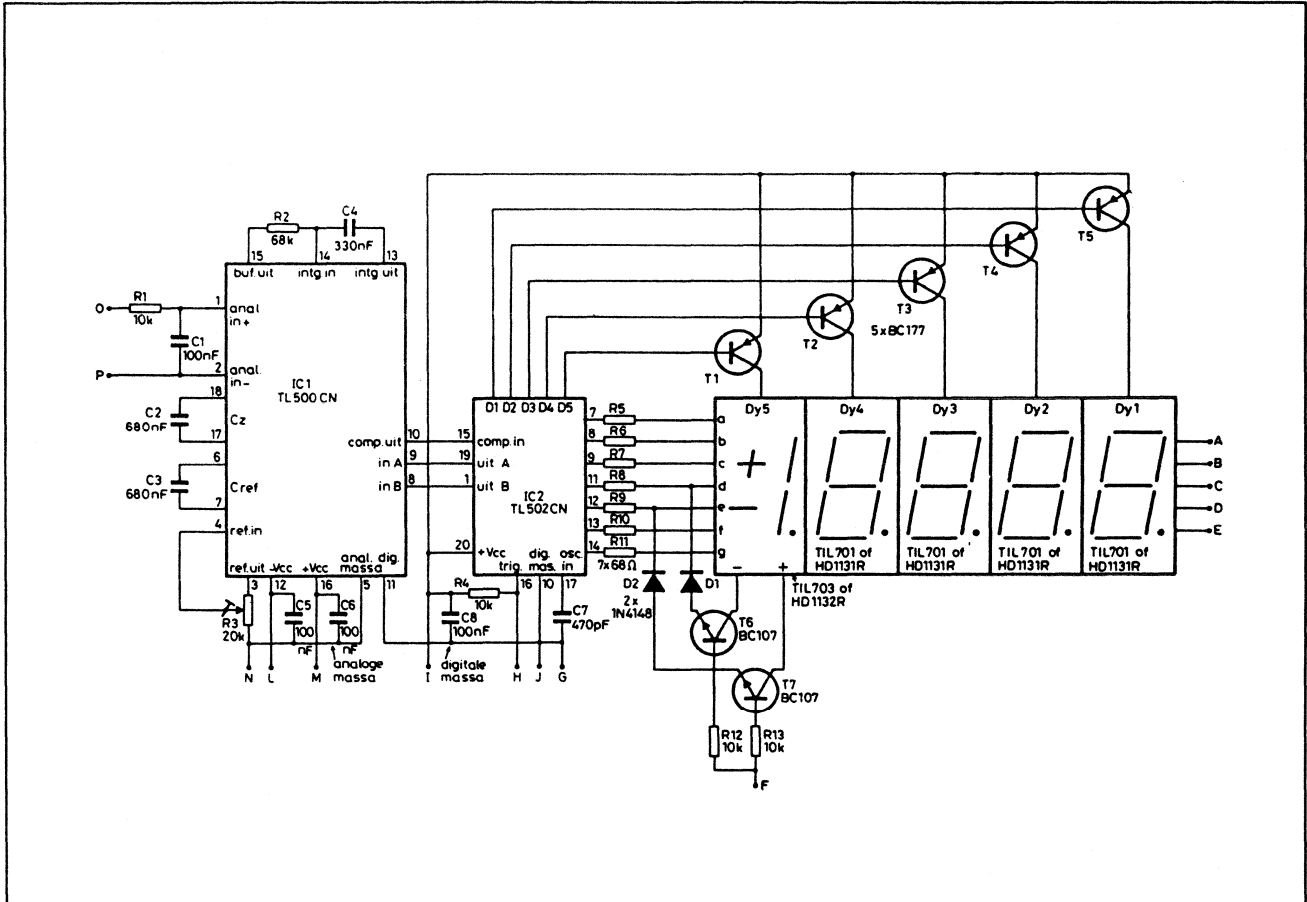 R2
68k
C4
330nF
15
14
13
buf.uit
intg in
intg uit
O
R1
10k
1
anal
in+
C1
100nF
P
2
anal.
in-
18
C2
680nF
Cz
17
6
C3
680nF
Cref
7
4
ref.in
IC1
TL500CN
comp.uit
10
in A
9
in B
8
ref.uit
-Vcc
+Vcc
anal.
massa
dig.
3
12
16
5
11
R3
20k
C5
100
nF
C6
100
nF
analoge
massa
N
L
M
D1
D2
D3
D4
D5
15
comp.in
19
uit A
1
uit B
IC2
TL502CN
20
+Vcc
trig.
dig.
mas.
osc.
in
16
10
17
R4
10k
C8
100nF
C7
470pF
I
digitale
massa
H
J
G
7
R5
8
R6
9
R7
11
R8
12
R9
13
R10
14
R11
7x68Ω
T1
T2
T3
T4
T5
5xBC177
Dy5
Dy4
Dy3
Dy2
Dy1
a
b
c
d
e
f
g
+1.
-
8.
8.
8.
8.
TIL701 of
HD1131R
TIL701 of
HD1131R
TIL701 of
HD1131R
TIL701 of
HD1131R
A
B
C
D
E
-
+
TIL703 of
HD1132R
D2
D1
2x
1N4148
T6
BC107
T7
BC107
R12
10k
R13
10k
F